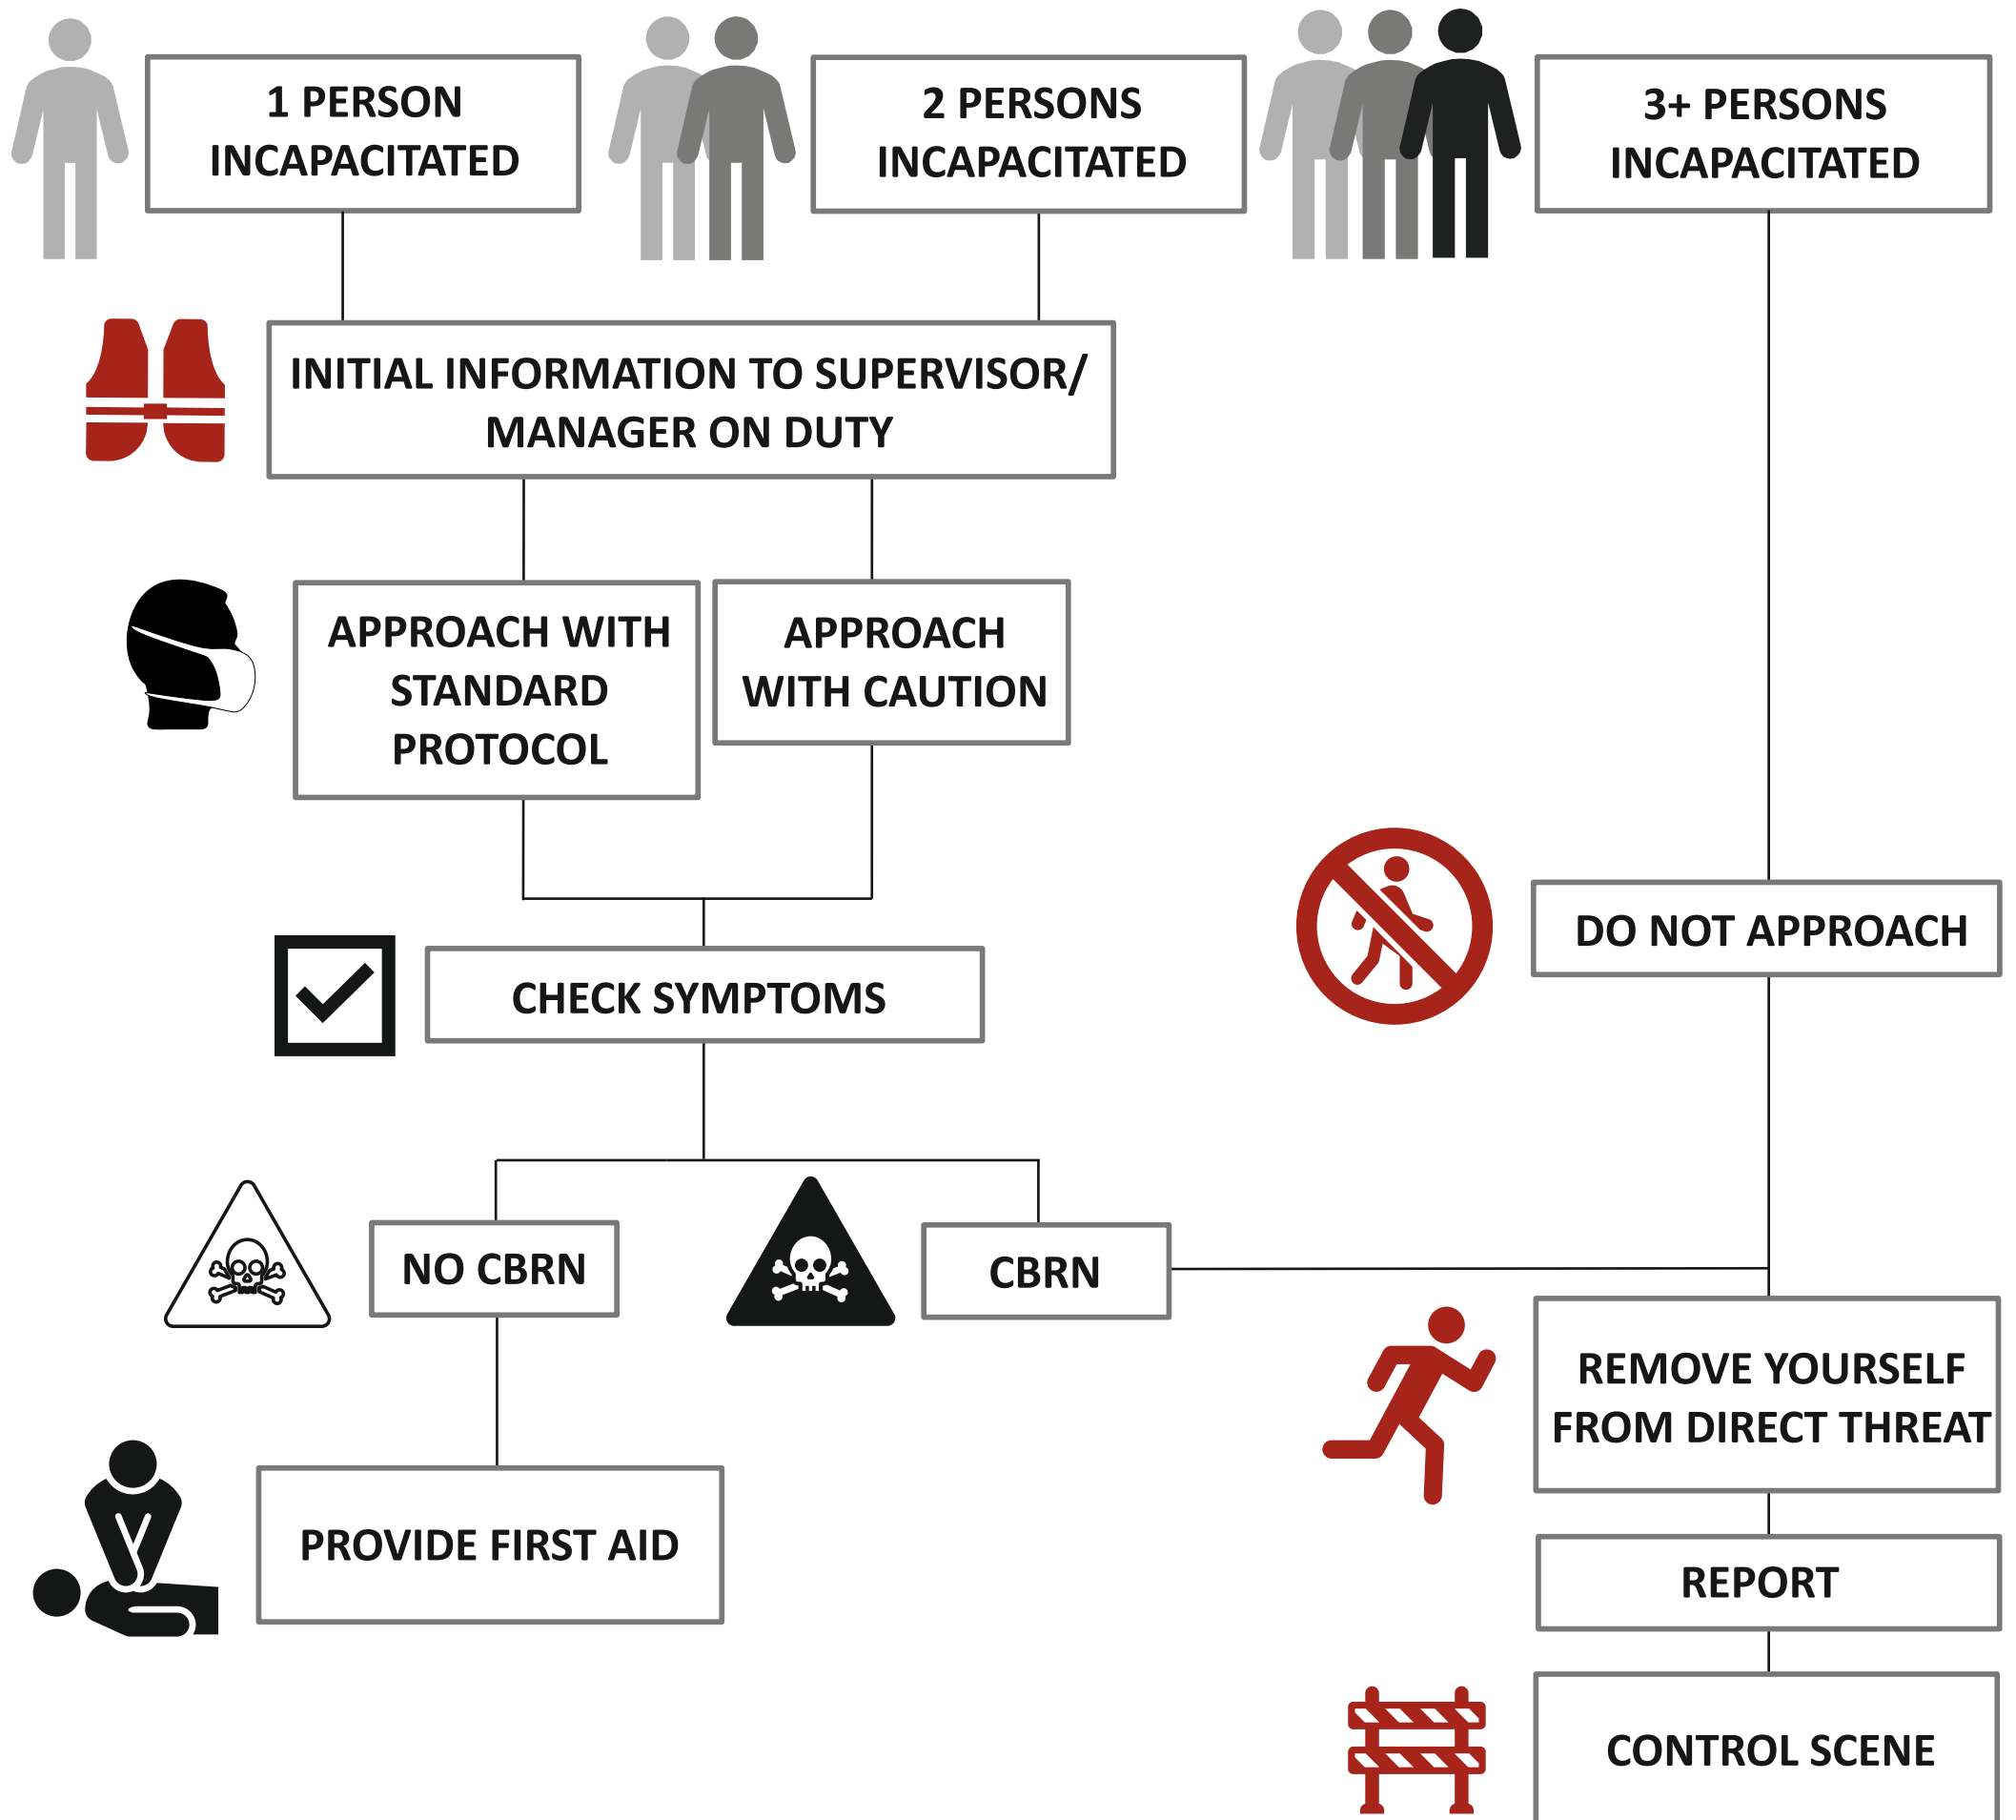 1 PERSON
INCAPACITATED
2 PERSONS
INCAPACITATED
3+ PERSONS
INCAPACITATED
INITIAL INFORMATION TO SUPERVISOR/
MANAGER ON DUTY
APPROACH WITH
STANDARD
PROTOCOL
APPROACH
WITH CAUTION
DO NOT APPROACH
CHECK SYMPTOMS
NO CBRN
CBRN
REMOVE YOURSELF
FROM DIRECT THREAT
PROVIDE FIRST AID
REPORT
CONTROL SCENE